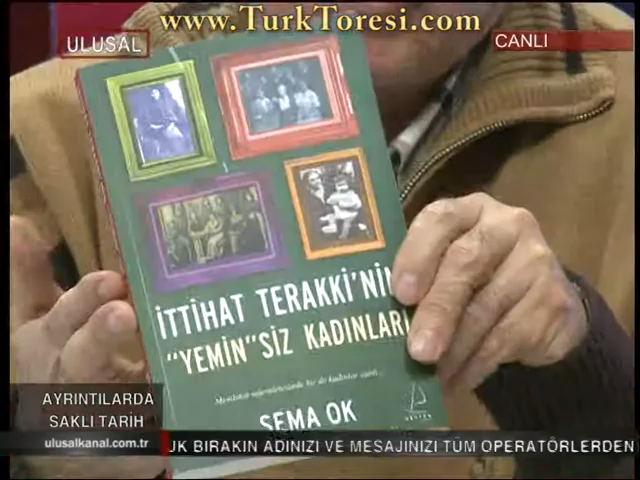 www.TurkToresi.com
ULUSAL
CANLI
İTTİHAT TERAKKİ'NİN
"YEMİN"SİZ KADINLARI
SEMA OK
AYRINTILARDA
SAKLI TARİH
ulusalkanal.com.tr
UK BIRAKIN ADINIZI VE MESAJINIZI TÜM OPERATÖRLERDEN